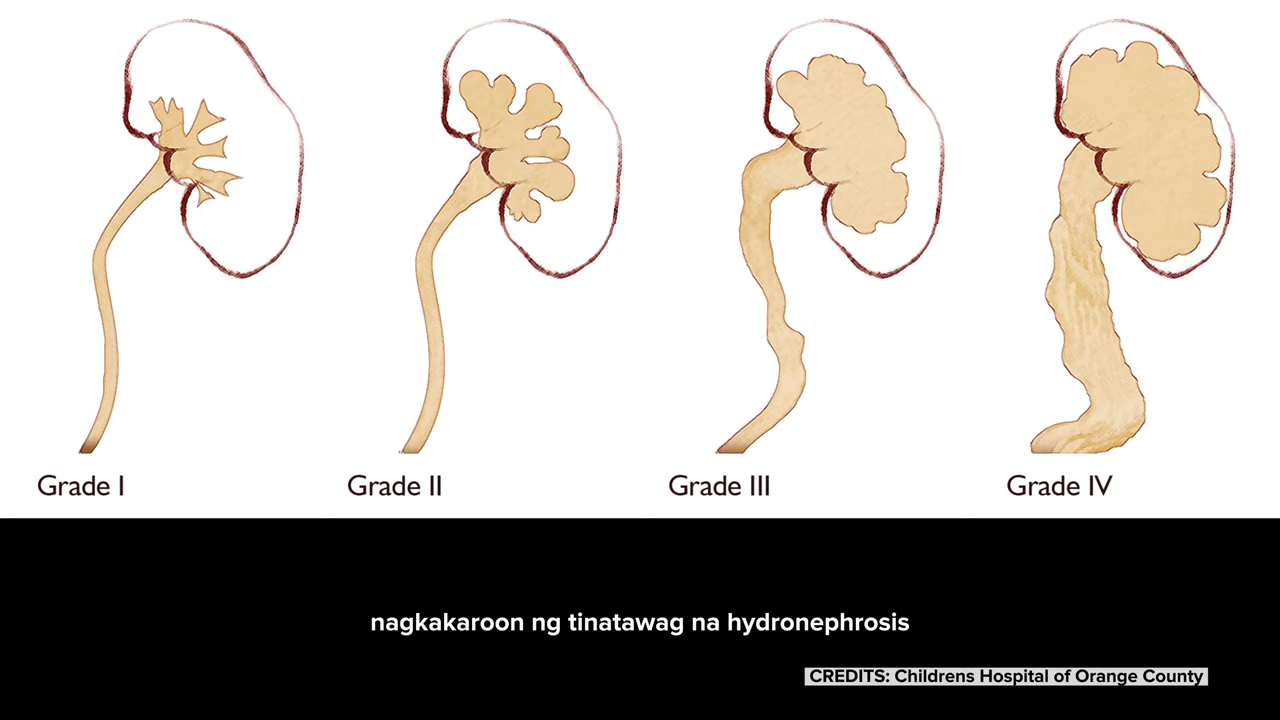 Grade I
Grade II
Grade III
Grade IV
nagkakaroon ng tinatawag na hydronephrosis
CREDITS: Childrens Hospital of Orange County